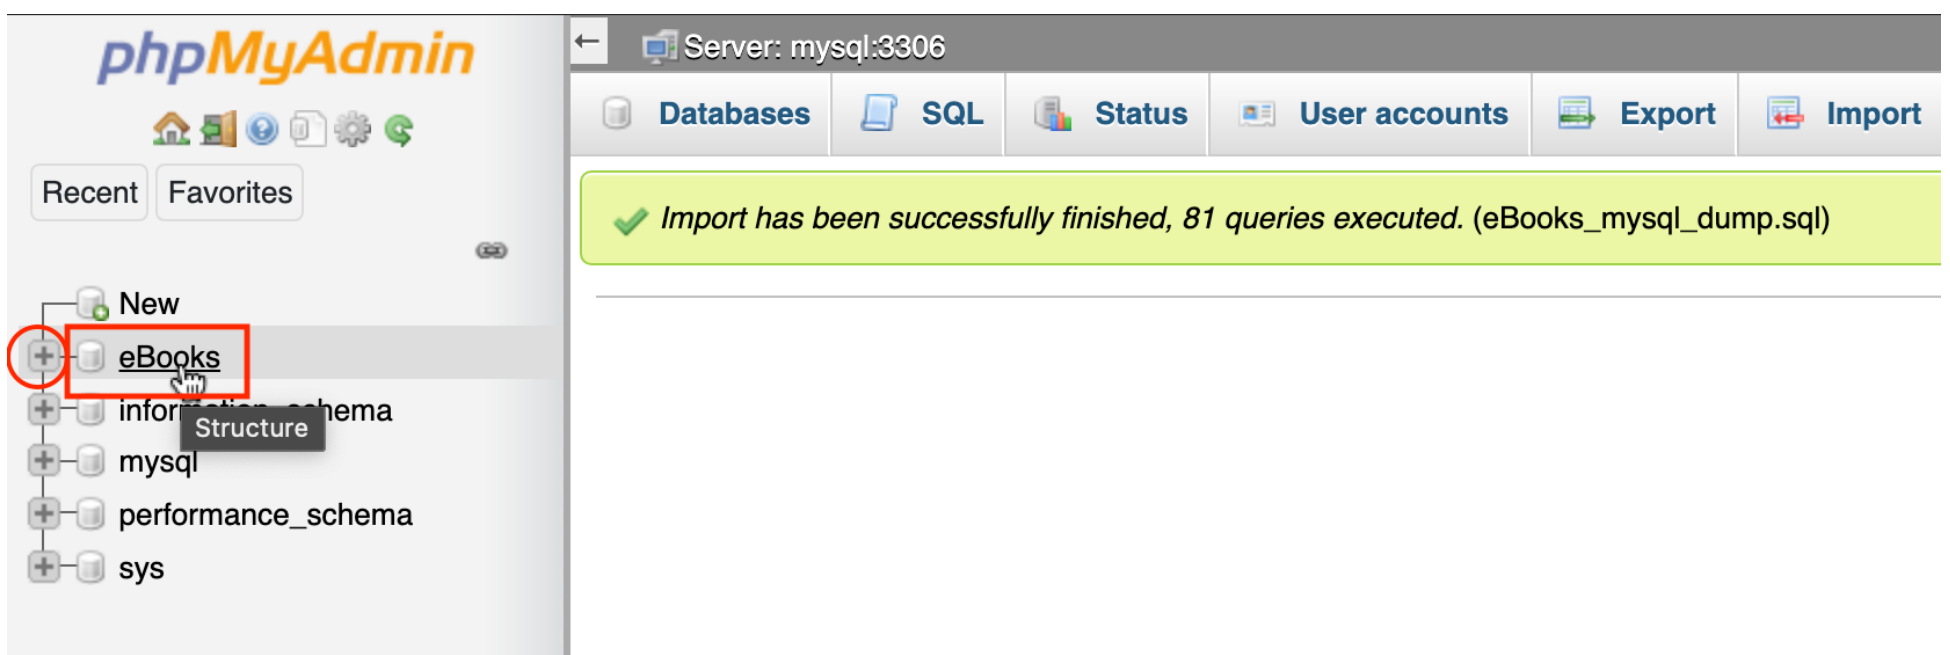 phpMyAdmin
Recent Favorites
New
eBooks
information_schema
Structure
mysql
performance_schema
sys
Server: mysql:3306
Databases SQL Status User accounts Export Import
Import has been successfully finished, 81 queries executed. (eBooks_mysql_dump.sql)